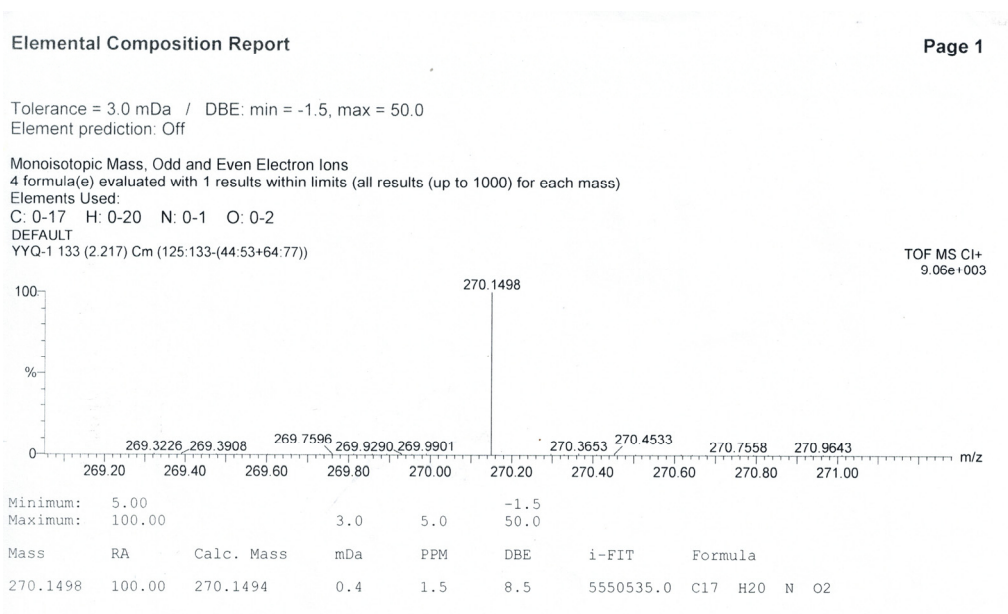 Elemental Composition Report Page 1
Tolerance = 3.0 mDa / DBE: min = -1.5, max = 50.0
Element prediction: Off
Monoisotopic Mass, Odd and Even Electron Ions
4 formula(e) evaluated with 1 results within limits (all results (up to 1000) for each mass)
Elements Used:
C: 0-17 H: 0-20 N: 0-1 O: 0-2
DEFAULT
YYQ-1 133 (2.217) Cm (125:133-(44:53+64:77))
TOF MS CI+
9.06e+003
270.1498
100
%
269.3226 269.3908 269.7596 269.9290 269.9901 270.3653 270.4533 270.7558 270.9643
0 m/z
269.20 269.40 269.60 269.80 270.00 270.20 270.40 270.60 270.80 271.00
Minimum: 5.00 -1.5
Maximum: 100.00 3.0 5.0 50.0
Mass RA Calc. Mass mDa PPM DBE i-FIT Formula
270.1498 100.00 270.1494 0.4 1.5 8.5 5550535.0 C17 H20 N O2